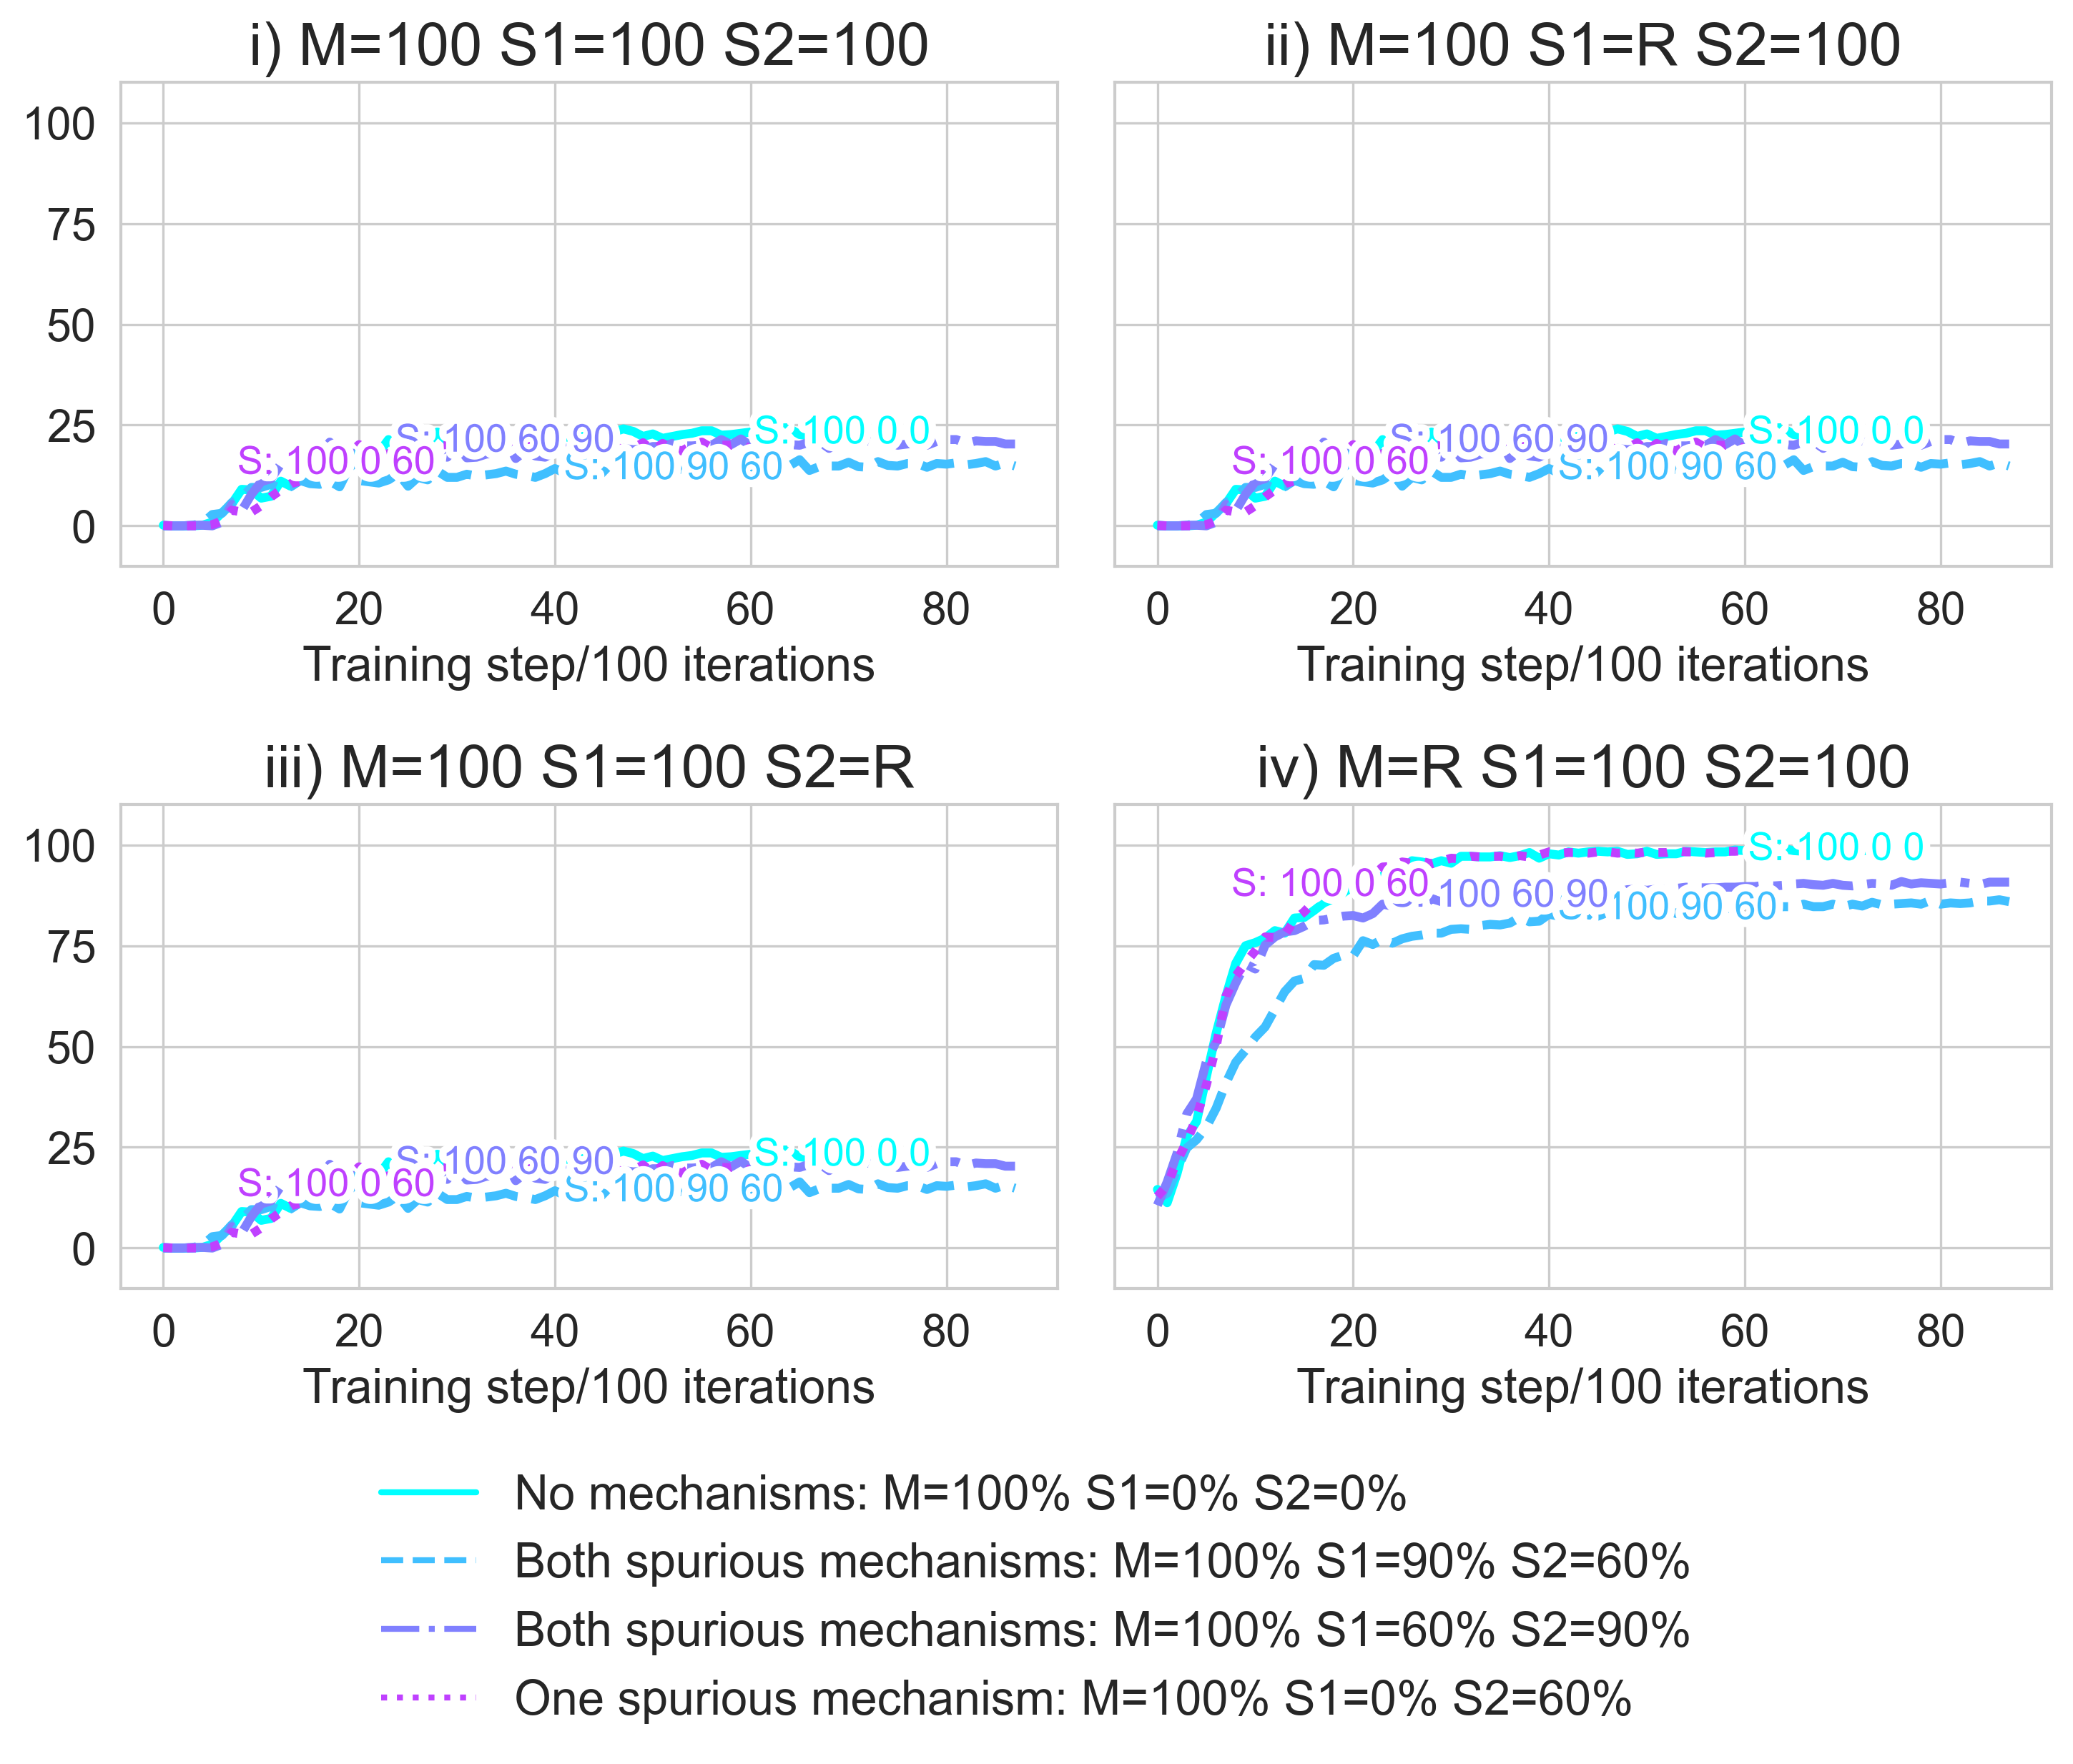 i) M=100 S1=100 S2=100
ii) M=100 S1=R S2=100
100
75
50
25
0
S: 100 0 0
S: 100 60 90
S: 100 0 60
S: 100 90 60
S: 100 0 0
S: 100 60 90
S: 100 0 60
S: 100 90 60
0 20 40 60 80
0 20 40 60 80
Training step/100 iterations
Training step/100 iterations
iii) M=100 S1=100 S2=R
iv) M=R S1=100 S2=100
100
75
50
25
0
S: 100 0 0
S: 100 60 90
S: 100 0 60
S: 100 90 60
S: 100 0 0
S: 100 0 60
S: 100 60 90
S: 100 90 60
0 20 40 60 80
0 20 40 60 80
Training step/100 iterations
Training step/100 iterations
No mechanisms: M=100% S1=0% S2=0%
Both spurious mechanisms: M=100% S1=90% S2=60%
Both spurious mechanisms: M=100% S1=60% S2=90%
One spurious mechanism: M=100% S1=0% S2=60%